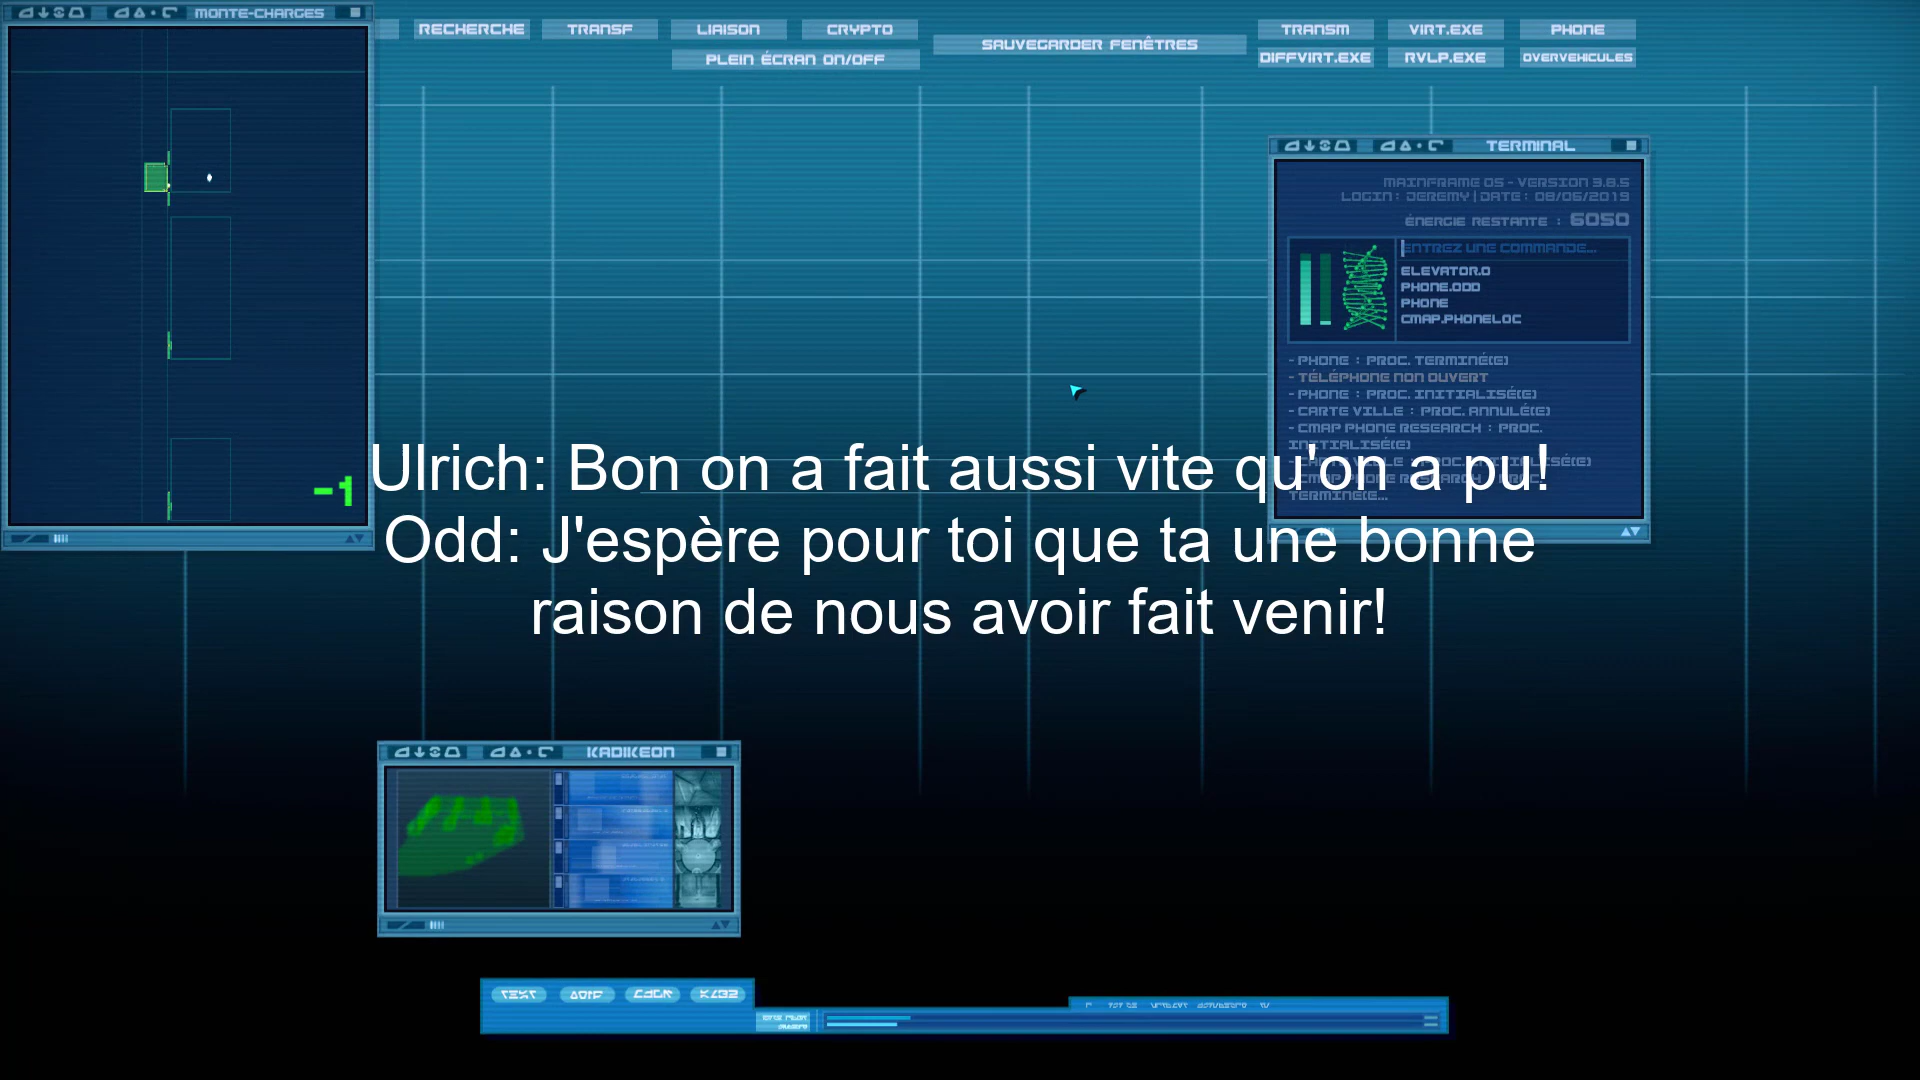 MONTE-CHARGES
RECHERCHE
TRANSF
LIAISON
CRYPTO
PLEIN ÉCRAN ON/OFF
SAUVEGARDER FENÊTRES
TRANSM
VIRT.EXE
PHONE
DIFFVIRT.EXE
RVLP.EXE
OVERVEHICULES
-1
TERMINAL
MAINFRAME OS - VERSION 3.8.5
LOGIN : JEREMY | DATE : 08/06/2019
ÉNERGIE RESTANTE : 6050
ENTREZ UNE COMMANDE...
ELEVATOR.0
PHONE.ODD
PHONE
CMAP.PHONELOC
- PHONE : PROC. TERMINÉ(E)
- TÉLÉPHONE NON OUVERT
- PHONE : PROC. INITIALISÉ(E)
- CARTE VILLE : PROC. ANNULÉ(E)
- CMAP PHONE RESEARCH : PROC.
INITIALISÉ(E)
TERMINÉ(E...
Ulrich: Bon on a fait aussi vite qu'on a pu!
Odd: J'espère pour toi que ta une bonne
raison de nous avoir fait venir!
KADIKEON